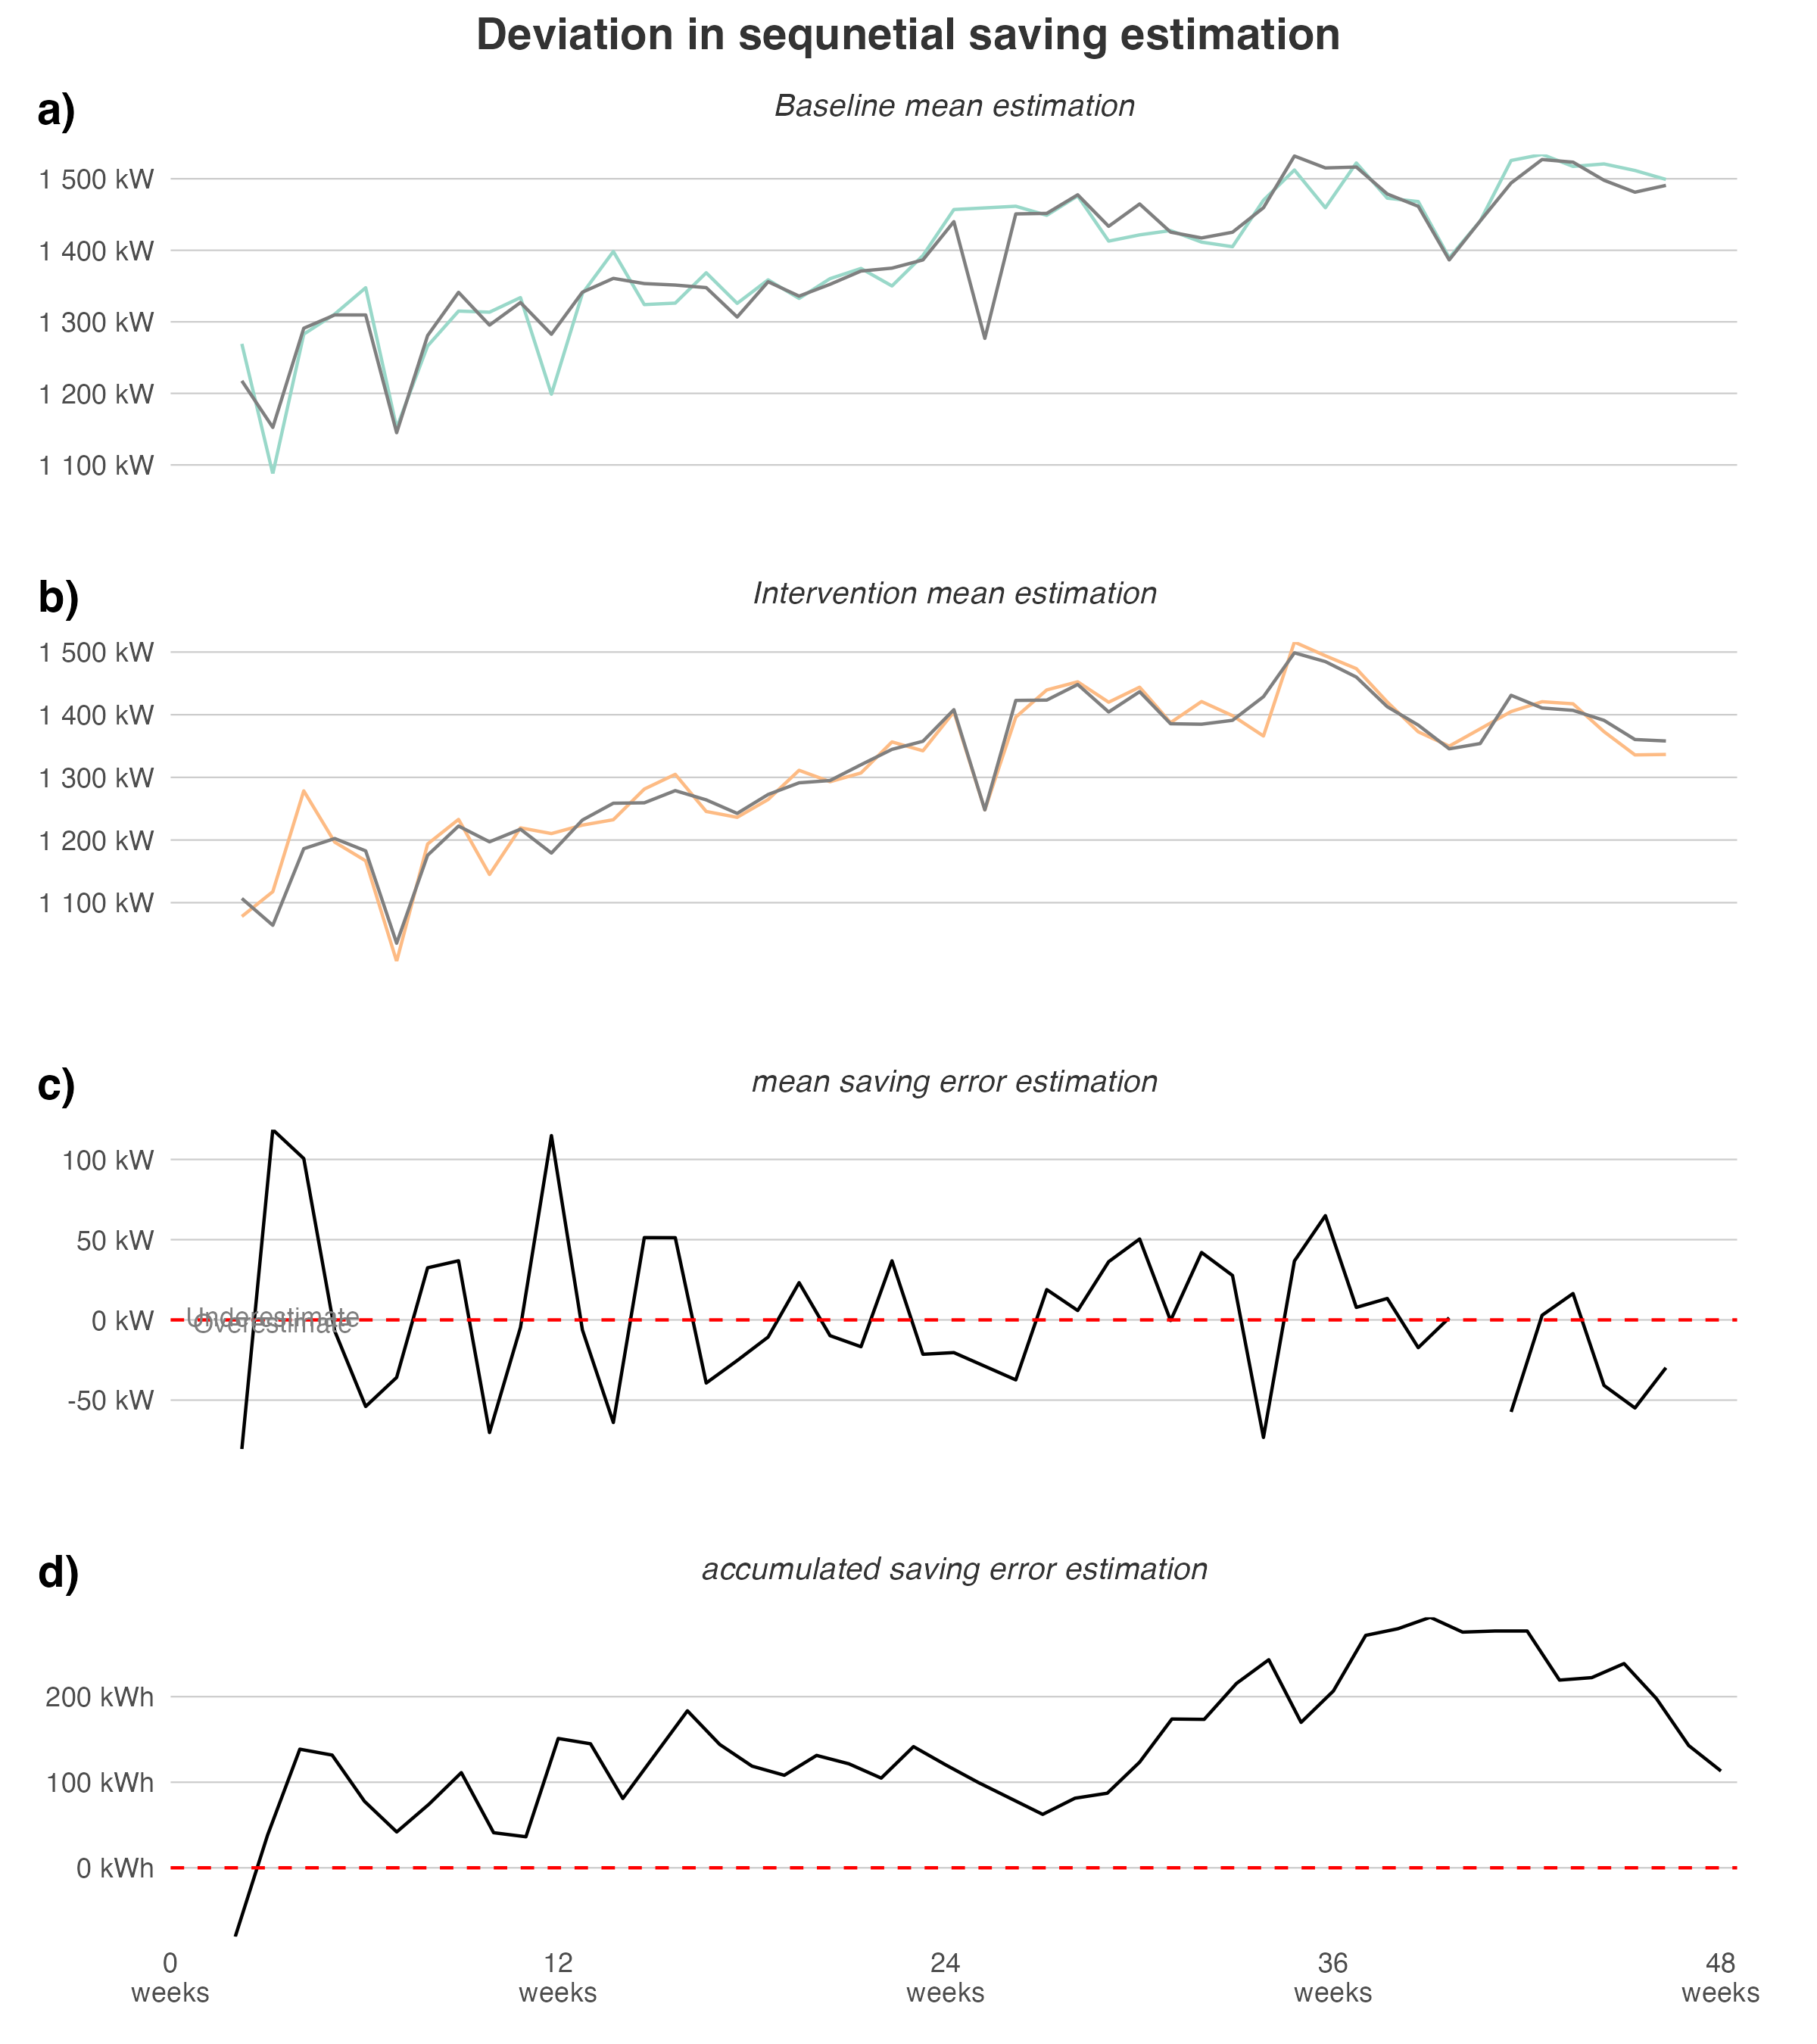 Deviation in sequnetial saving estimation
a)
Baseline mean estimation
1 500 kW
1 400 kW
1 300 kW
1 200 kW
1 100 kW
b)
Intervention mean estimation
1 500 kW
1 400 kW
1 300 kW
1 200 kW
1 100 kW
c)
mean saving error estimation
100 kW
50 kW
0 kW
-50 kW
Underestimate
Overestimate
d)
accumulated saving error estimation
200 kWh
100 kWh
0 kWh
0 weeks
12 weeks
24 weeks
36 weeks
48 weeks